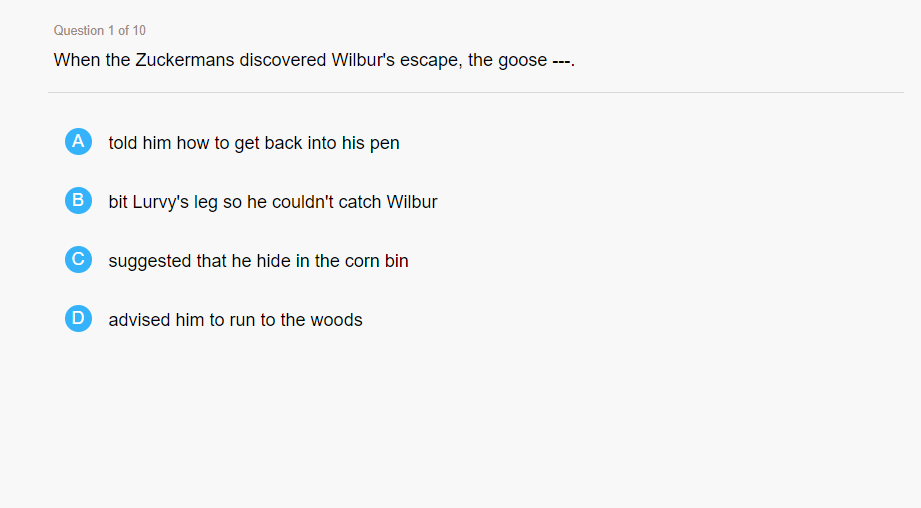 Question 1 of 10
When the Zuckermans discovered Wilbur's escape, the goose ---.
A told him how to get back into his pen
B bit Lurvy's leg so he couldn't catch Wilbur
C suggested that he hide in the corn bin
D advised him to run to the woods